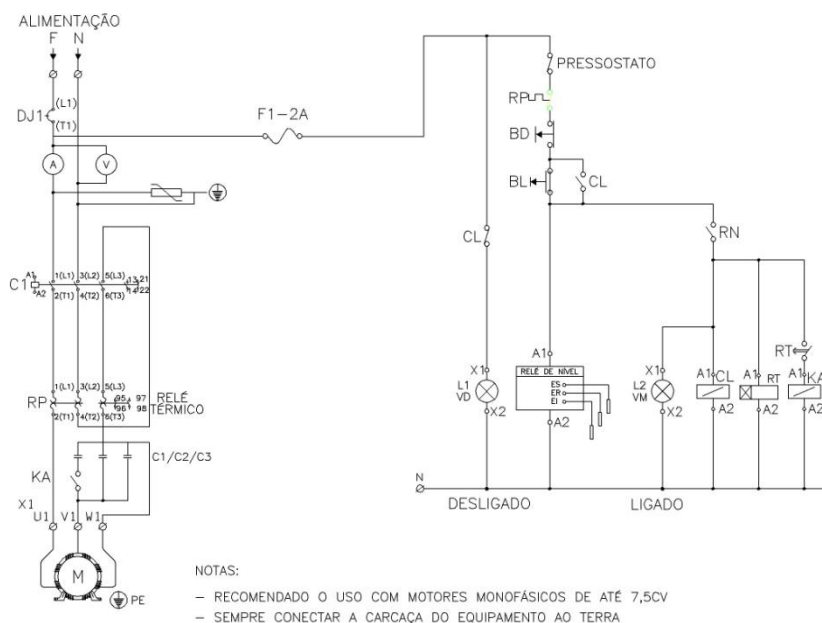 ALIMENTAÇÃO
F N
DJ1
(L1)
(T1)
F1-2A
A
V
C1
A1
A2
1(L1) 3(L2) 5(L3) 13 21
2(T1) 4(T2) 6(T3) 14 22
RP
1(L1) 3(L2) 5(L3) 95 97
2(T1) 4(T2) 6(T3) 96 98
RELÉ
TÉRMICO
C1/C2/C3
KA
X1
U1 V1 W1
M
PE
PRESSOSTATO
RP
BD
BL
CL
CL
RN
RT
A1
RELÉ DE NÍVEL
ES
ER
EI
A2
X1
L1
VD
X2
X1
L2
VM
X2
A1 CL
A2
A1 RT
A2
A1 KA
A2
N
DESLIGADO LIGADO
NOTAS:
– RECOMENDADO O USO COM MOTORES MONOFÁSICOS DE ATÉ 7,5CV
– SEMPRE CONECTAR A CARCAÇA DO EQUIPAMENTO AO TERRA